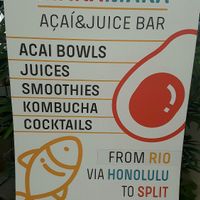 AÇAÍ&JUICE BAR
ACAI BOWLS
JUICES
SMOOTHIES
KOMBUCHA
COCKTAILS
FROM RIO
VIA HONOLULU
TO SPLIT